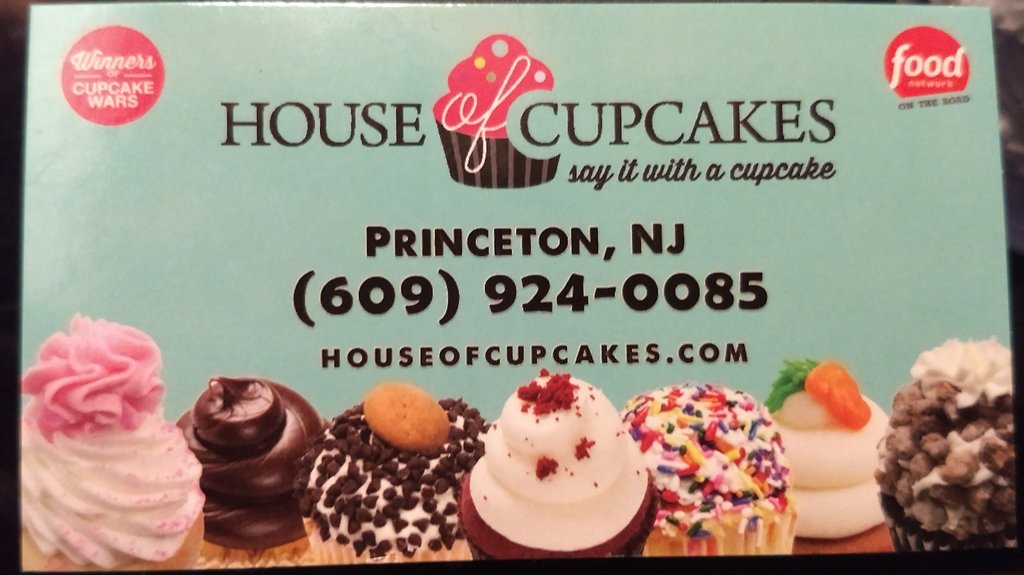 Winners
OF
CUPCAKE
WARS
HOUSE of CUPCAKES
say it with a cupcake
food
network
ON THE ROAD
PRINCETON, NJ
(609) 924-0085
HOUSEOFCUPCAKES.COM